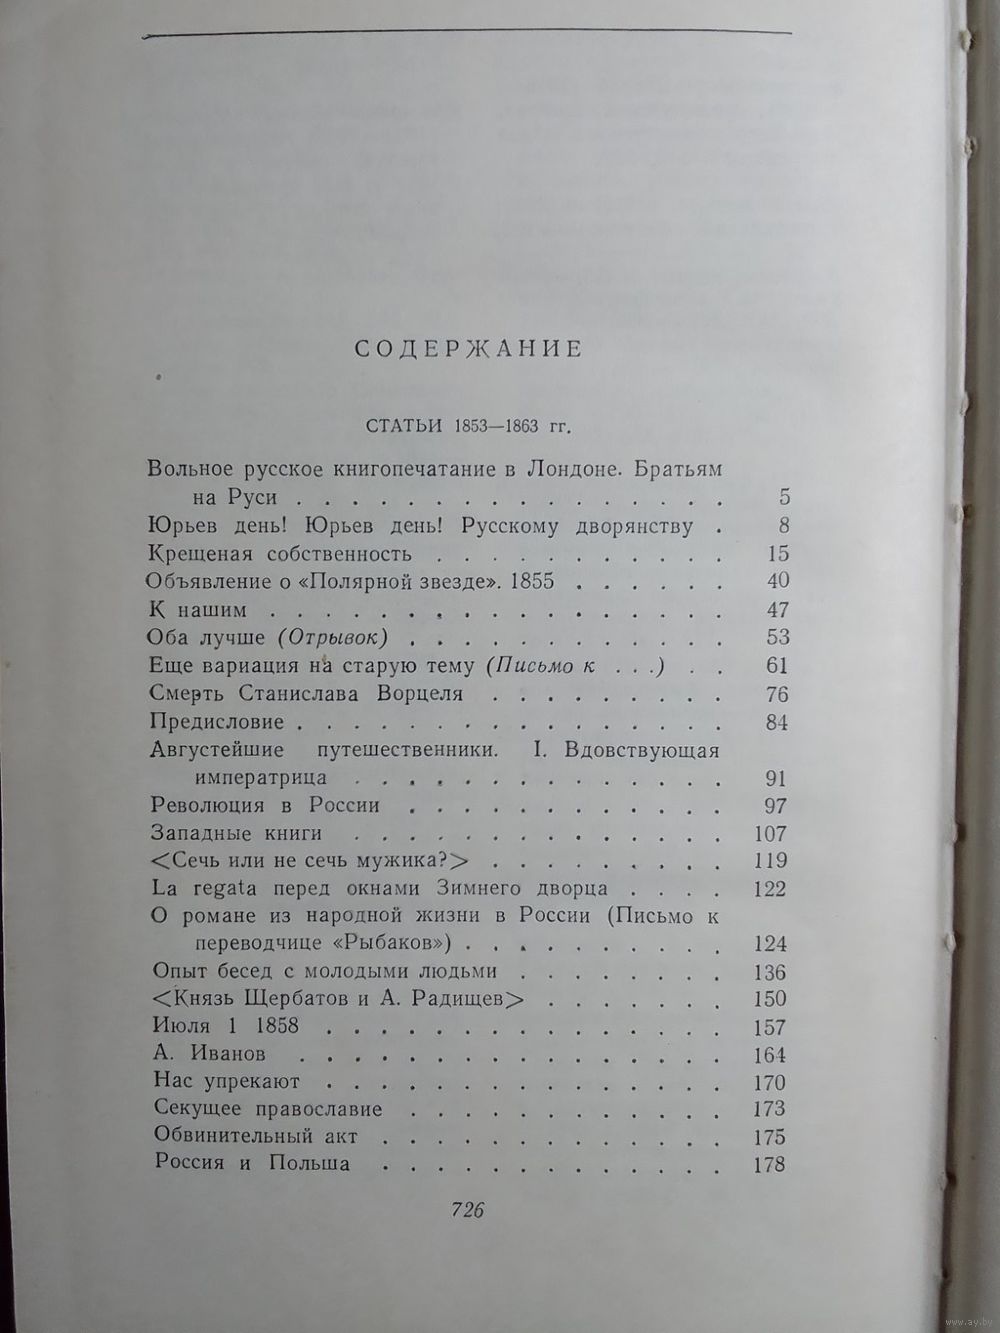 СОДЕРЖАНИЕ
СТАТЬИ 1853—1863 гг.
Вольное русское книгопечатание в Лондоне. Братьям
на Руси . . . . . . . . . . . . . . . . 5
Юрьев день! Юрьев день! Русскому дворянству . 8
Крещеная собственность . . . . . . . . . . . 15
Объявление о «Полярной звезде». 1855 . . . . . . 40
К нашим . . . . . . . . . . . . . . . . . 47
Оба лучше (Отрывок) . . . . . . . . . . . . 53
Еще вариация на старую тему (Письмо к . . .) . . 61
Смерть Станислава Ворцеля . . . . . . . . . 76
Предисловие . . . . . . . . . . . . . . . . 84
Августейшие путешественники. I. Вдовствующая
императрица . . . . . . . . . . . . . . 91
Революция в России . . . . . . . . . . . . 97
Западные книги . . . . . . . . . . . . . . 107
<Сечь или не сечь мужика?> . . . . . . . . . 119
La regata перед окнами Зимнего дворца . . . . 122
О романе из народной жизни в России (Письмо к
переводчице «Рыбаков») . . . . . . . . . . 124
Опыт бесед с молодыми людьми . . . . . . . . 136
<Князь Щербатов и А. Радищев> . . . . . . . 150
Июля 1 1858 . . . . . . . . . . . . . . . 157
А. Иванов . . . . . . . . . . . . . . . . 164
Нас упрекают . . . . . . . . . . . . . . . 170
Секущее православие . . . . . . . . . . . . 173
Обвинительный акт . . . . . . . . . . . . . 175
Россия и Польша . . . . . . . . . . . . . 178
726
www.ay.by